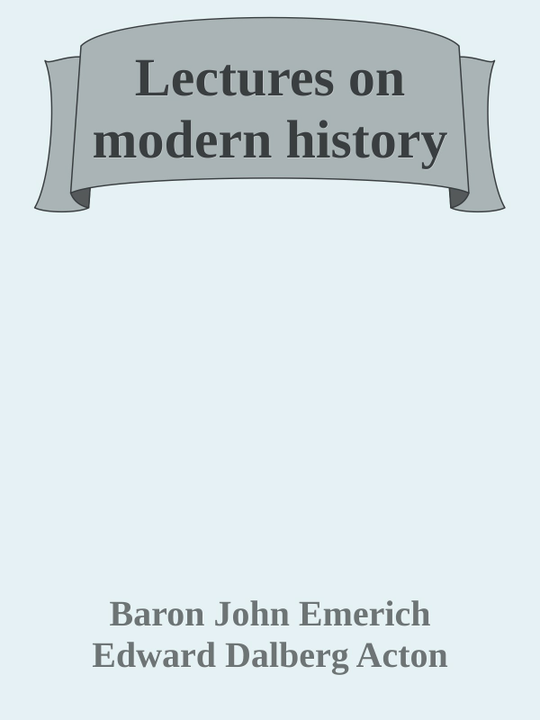 Lectures on
modern history
Baron John Emerich
Edward Dalberg Acton